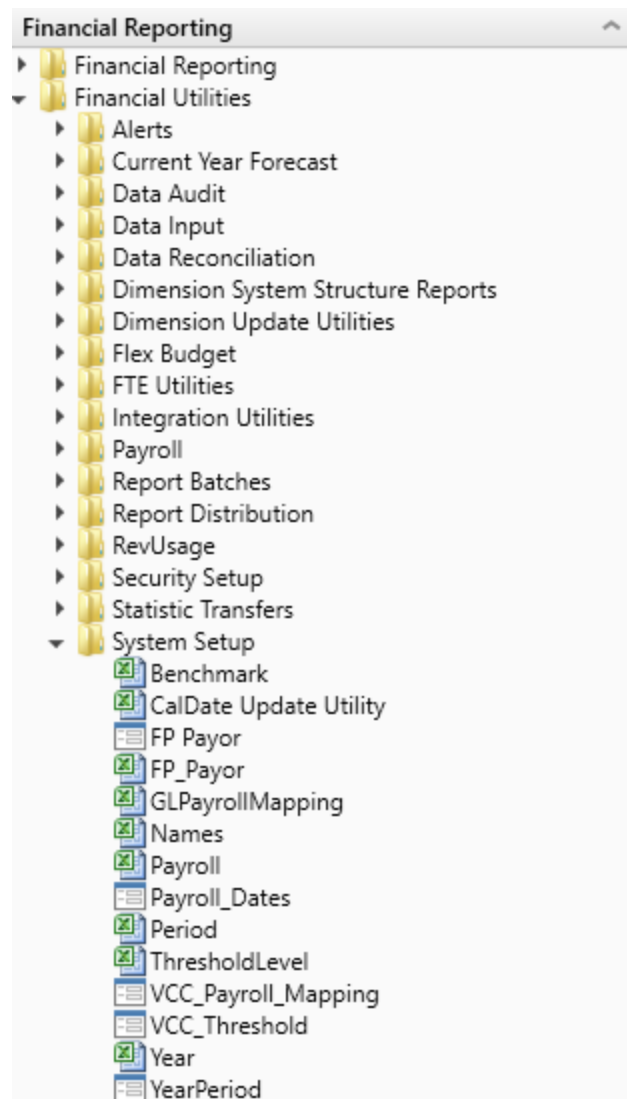 Financial Reporting
Financial Reporting
Financial Utilities
Alerts
Current Year Forecast
Data Audit
Data Input
Data Reconciliation
Dimension System Structure Reports
Dimension Update Utilities
Flex Budget
FTE Utilities
Integration Utilities
Payroll
Report Batches
Report Distribution
RevUsage
Security Setup
Statistic Transfers
System Setup
Benchmark
CalDate Update Utility
FP Payor
FP_Payor
GLPayrollMapping
Names
Payroll
Payroll_Dates
Period
ThresholdLevel
VCC_Payroll_Mapping
VCC_Threshold
Year
YearPeriod